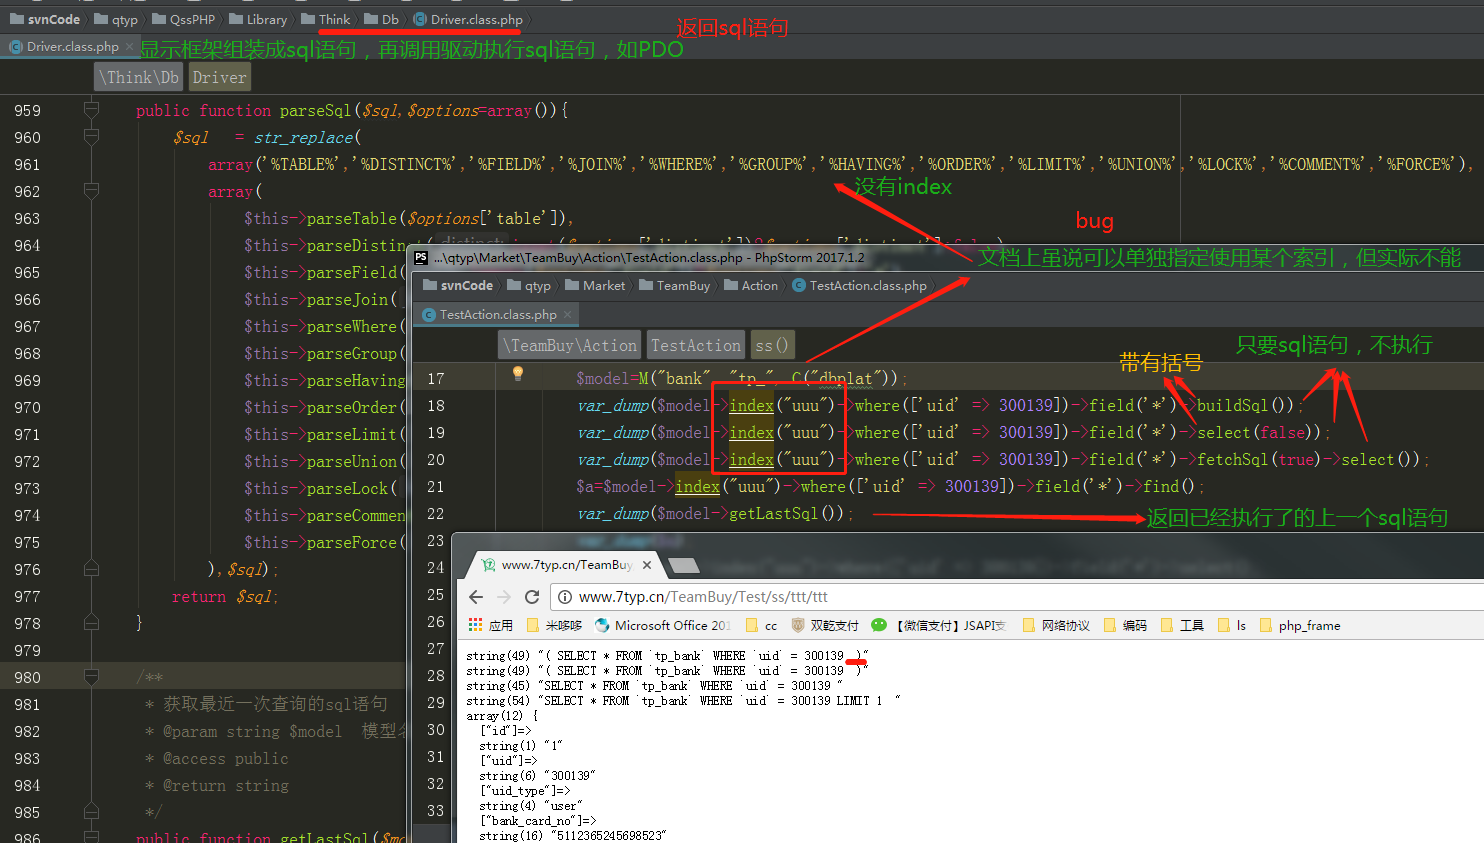 svnCode qtyp QssPHP Library Think Db Driver.class.php
返回sql语句
Driver.class.php ×
显示框架组装成sql语句，再调用驱动执行sql语句，如PDO
\Think\Db Driver
959 public function parseSql($sql,$options=array()){
960 $sql = str_replace(
961 array('%TABLE%','%DISTINCT%','%FIELD%','%JOIN%','%WHERE%','%GROUP%','%HAVING%','%ORDER%','%LIMIT%','%UNION%','%LOCK%','%COMMENT%','%FORCE%'),
962 array(
没有index
963 $this->parseTable($options['table']),
bug
964 $this->parseDistinct(
965 $this->parseField(
966 $this->parseJoin(
967 $this->parseWhere(
968 $this->parseGroup(
969 $this->parseHaving
970 $this->parseOrder(
971 $this->parseLimit(
972 $this->parseUnion(
973 $this->parseLock(
974 $this->parseCommen
975 $this->parseForce(
976 ),$sql);
977 return $sql;
978 }
979
980 /**
981 * 获取最近一次查询的sql语句
982 * @param string $model 模型名
983 * @access public
984 * @return string
985 */
986 public function getLastSql($mo
PS ...\qtyp\Market\TeamBuy\Action\TestAction.class.php - PhpStorm 2017.1.2
文档上虽说可以单独指定使用某个索引，但实际不能
svnCode qtyp Market TeamBuy Action TestAction.class.php
TestAction.class.php ×
\TeamBuy\Action TestAction ss()
只要sql语句，不执行
带有括号
17 $model=M("bank" "tp_", C("dbplat"));
18 var_dump($model->index("uuu")->where(['uid' => 300139])->field('*')->buildSql());
19 var_dump($model->index("uuu")->where(['uid' => 300139])->field('*')->select(false));
20 var_dump($model->index("uuu")->where(['uid' => 300139])->field('*')->fetchSql(true)->select());
21 $a=$model->index("uuu")->where(['uid' => 300139])->field('*')->find();
22 var_dump($model->getLastSql());
返回已经执行了的上一个sql语句
23
24
25
26
27
28
29
30
31
32
33
www.7typ.cn/TeamBuy ×
www.7typ.cn/TeamBuy/Test/ss/ttt/ttt
应用 米哆哆 Microsoft Office 201 cc 双乾支付 【微信支付】JSAPI支 网络协议 编码 工具 ls php_frame
string(49) "( SELECT * FROM `tp_bank` WHERE `uid` = 300139 )"
string(49) "( SELECT * FROM `tp_bank` WHERE `uid` = 300139 )"
string(45) "SELECT * FROM `tp_bank` WHERE `uid` = 300139 "
string(54) "SELECT * FROM `tp_bank` WHERE `uid` = 300139 LIMIT 1 "
array(12) {
["id"]=>
string(1) "1"
["uid"]=>
string(6) "300139"
["uid_type"]=>
string(4) "user"
["bank_card_no"]=>
string(16) "5112365245698523"